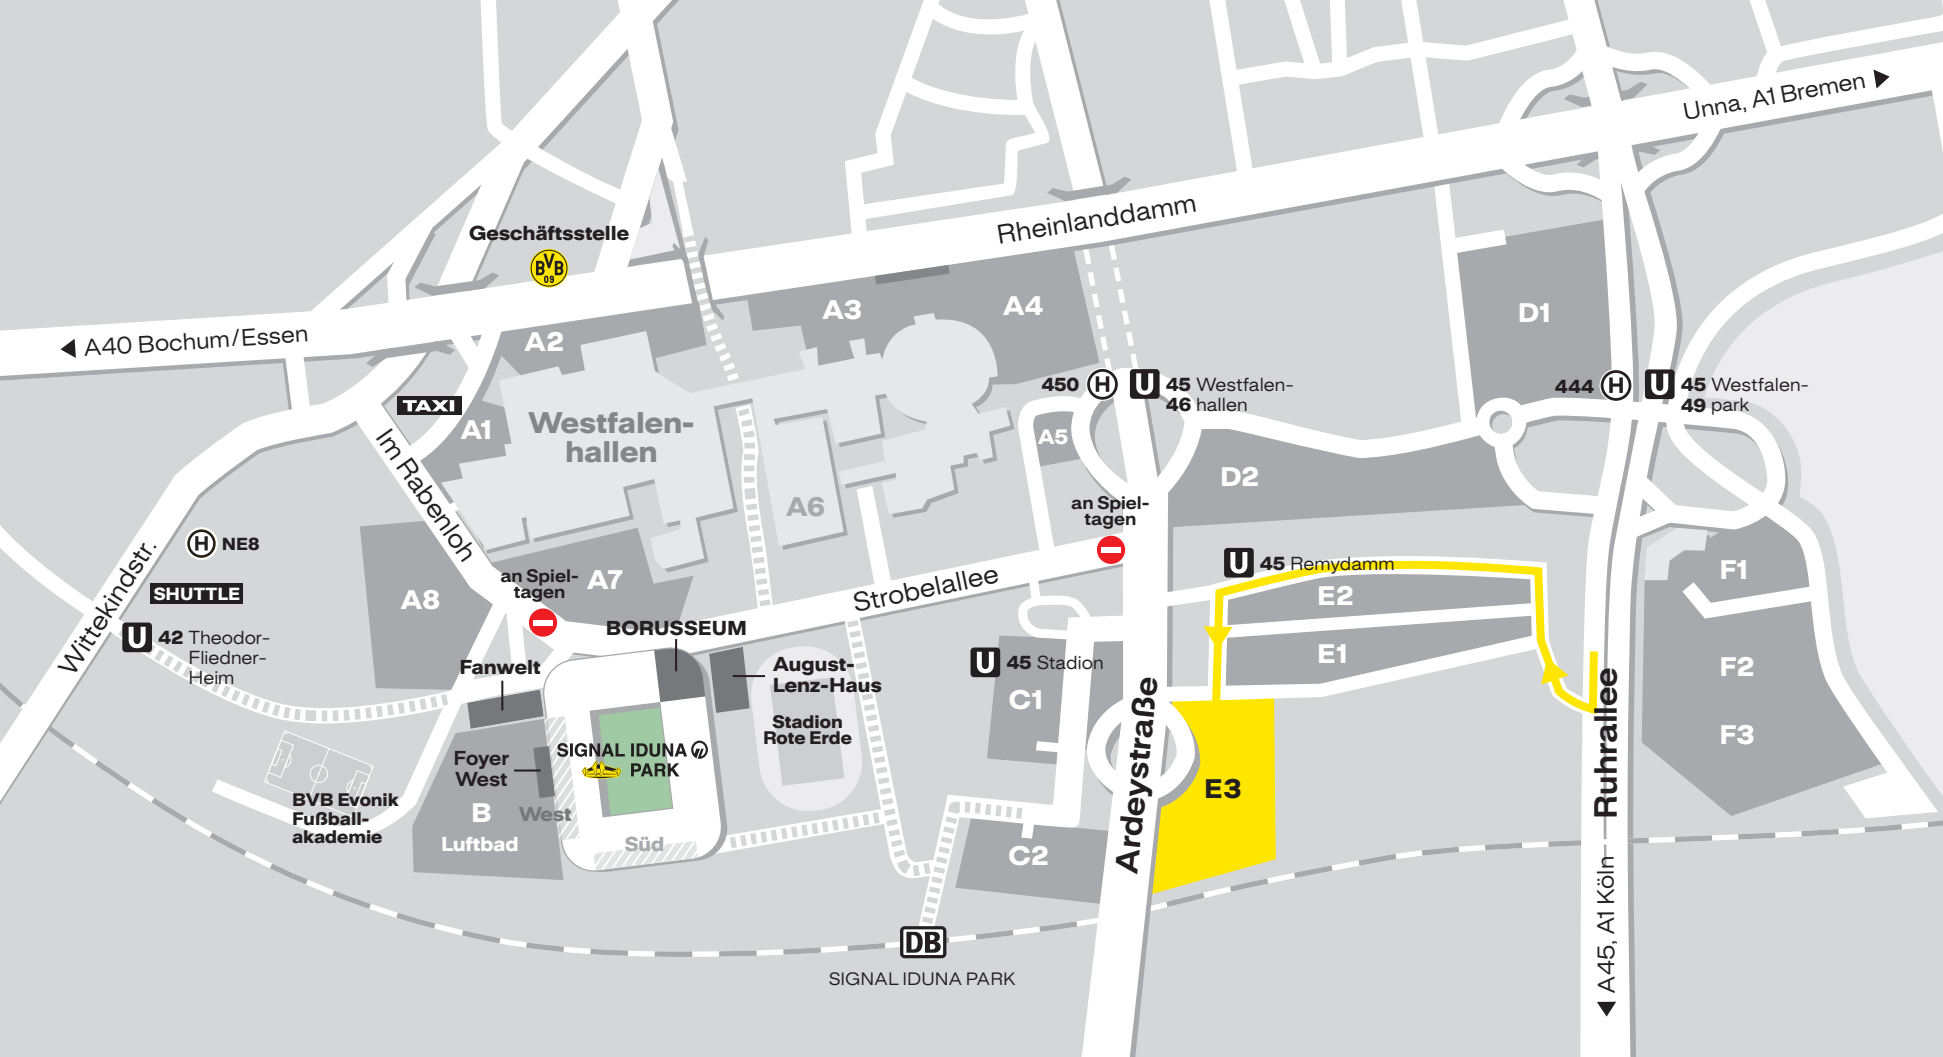 Unna, A1 Bremen
Rheinlanddamm
Geschäftsstelle
BVB
09
A40 Bochum/Essen
A2
A3
A4
D1
TAXI
A1
Westfalen-
hallen
450 H U 45 Westfalen-
46 hallen
444 H U 45 Westfalen-
49 park
A5
Im Rabenloh
A6
D2
an Spiel-
tagen
H NE8
Wittekindstr.
SHUTTLE
U 42 Theodor-
Fliedner-
Heim
A8
an Spiel-
tagen
A7
Strobelallee
U 45 Remydamm
E2
E1
F1
F2
F3
BORUSSEUM
Fanwelt
August-
Lenz-Haus
Stadion
Rote Erde
U 45 Stadion
C1
Ardeystraße
Ruhrallee
SIGNAL IDUNA
PARK
Foyer
West
BVB Evonik
Fußball-
akademie
B
Luftbad
West
Süd
E3
C2
A45, A1 Köln
DB
SIGNAL IDUNA PARK